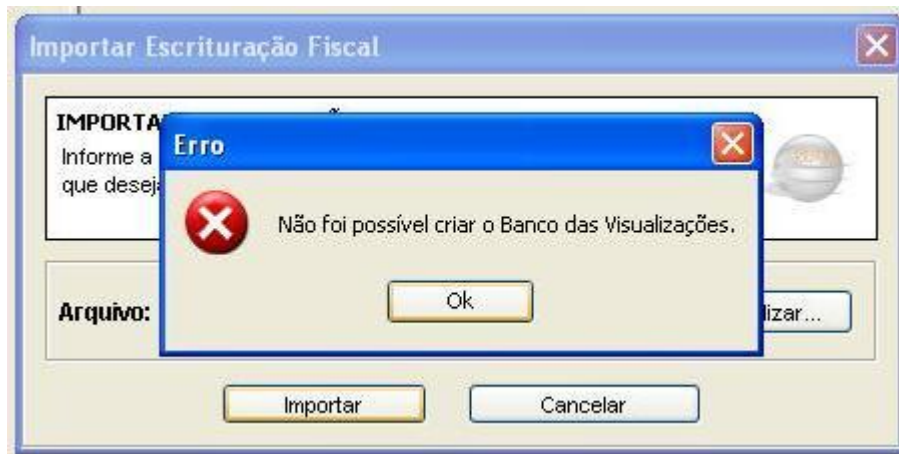 Importar Escrituração Fiscal
IMPORTA
Informe a
que desej
Erro
Não foi possível criar o Banco das Visualizações.
Ok
Arquivo:
lizar...
Importar
Cancelar